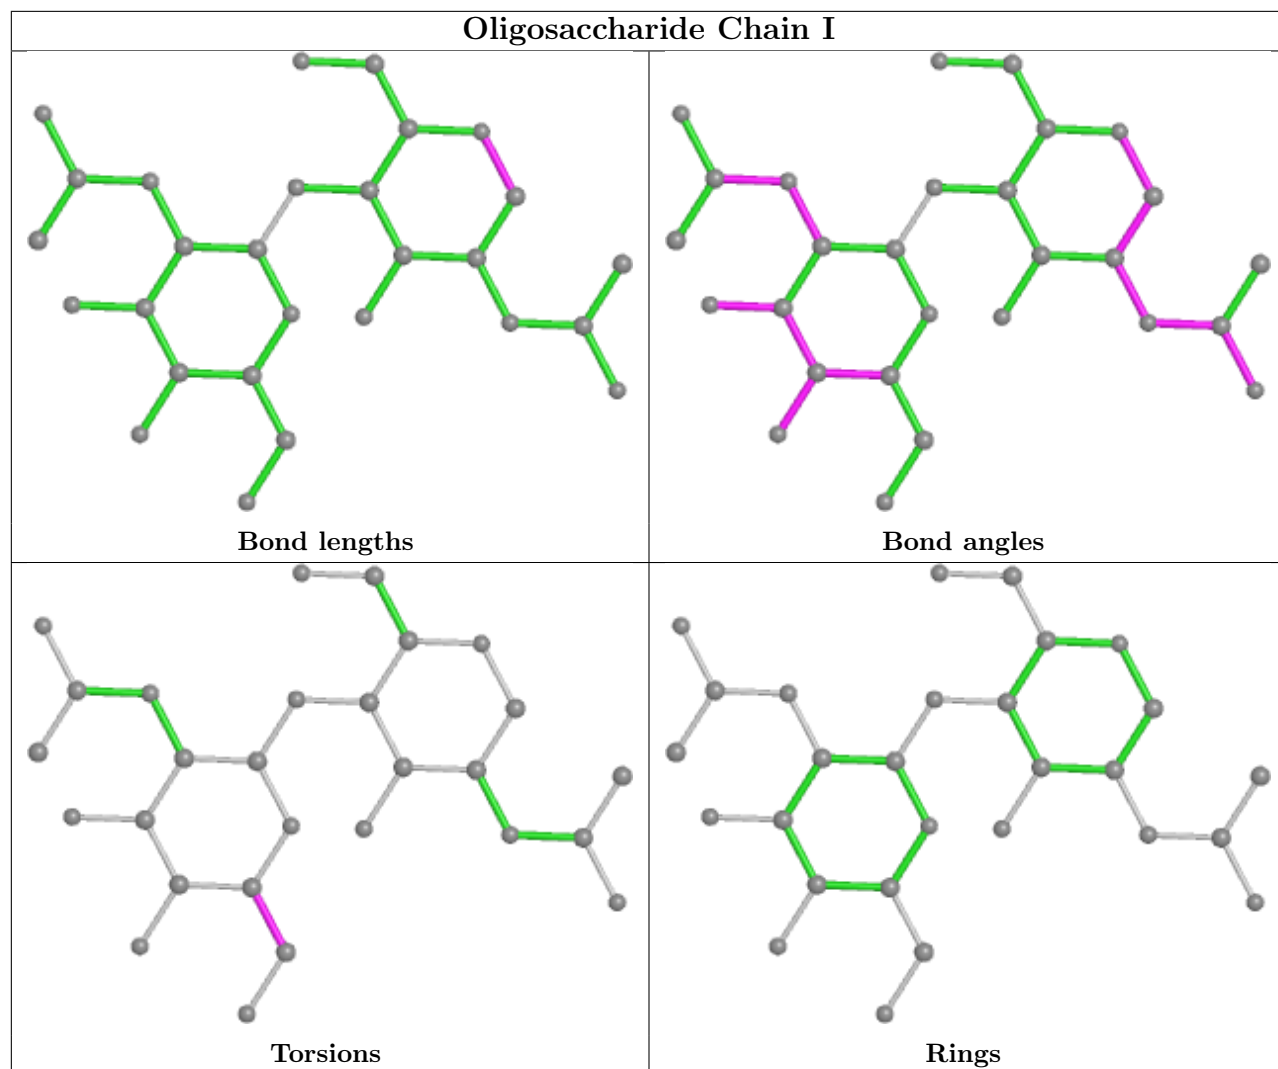 Oligosaccharide Chain I
Bond lengths
Bond angles
Torsions
Rings